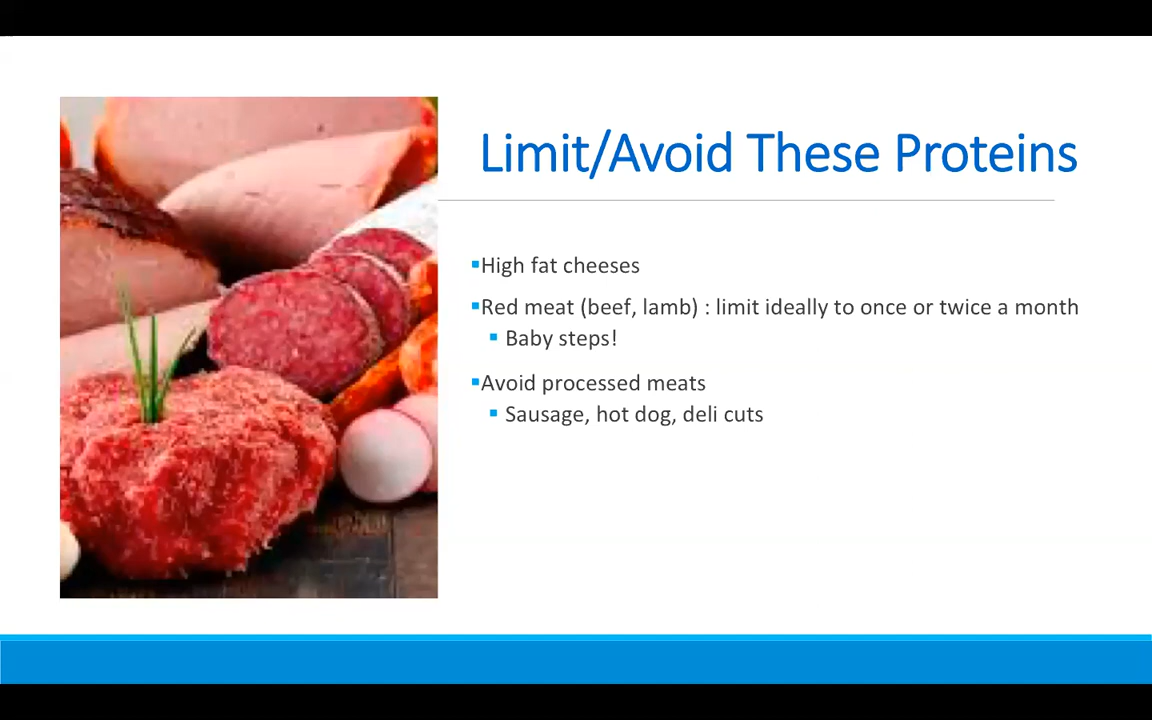 Limit/Avoid These Proteins
▪High fat cheeses
▪Red meat (beef, lamb) : limit ideally to once or twice a month
▪ Baby steps!
▪Avoid processed meats
▪ Sausage, hot dog, deli cuts